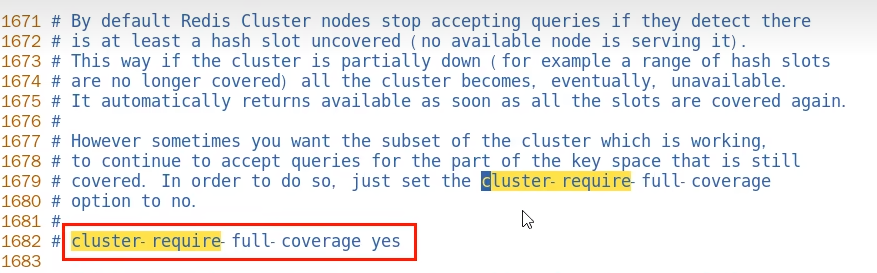 1671 # By default Redis Cluster nodes stop accepting queries if they detect there
1672 # is at least a hash slot uncovered (no available node is serving it).
1673 # This way if the cluster is partially down (for example a range of hash slots
1674 # are no longer covered) all the cluster becomes, eventually, unavailable.
1675 # It automatically returns available as soon as all the slots are covered again.
1676 #
1677 # However sometimes you want the subset of the cluster which is working,
1678 # to continue to accept queries for the part of the key space that is still
1679 # covered. In order to do so, just set the cluster-require-full-coverage
1680 # option to no.
1681 #
1682 # cluster-require-full-coverage yes
1683